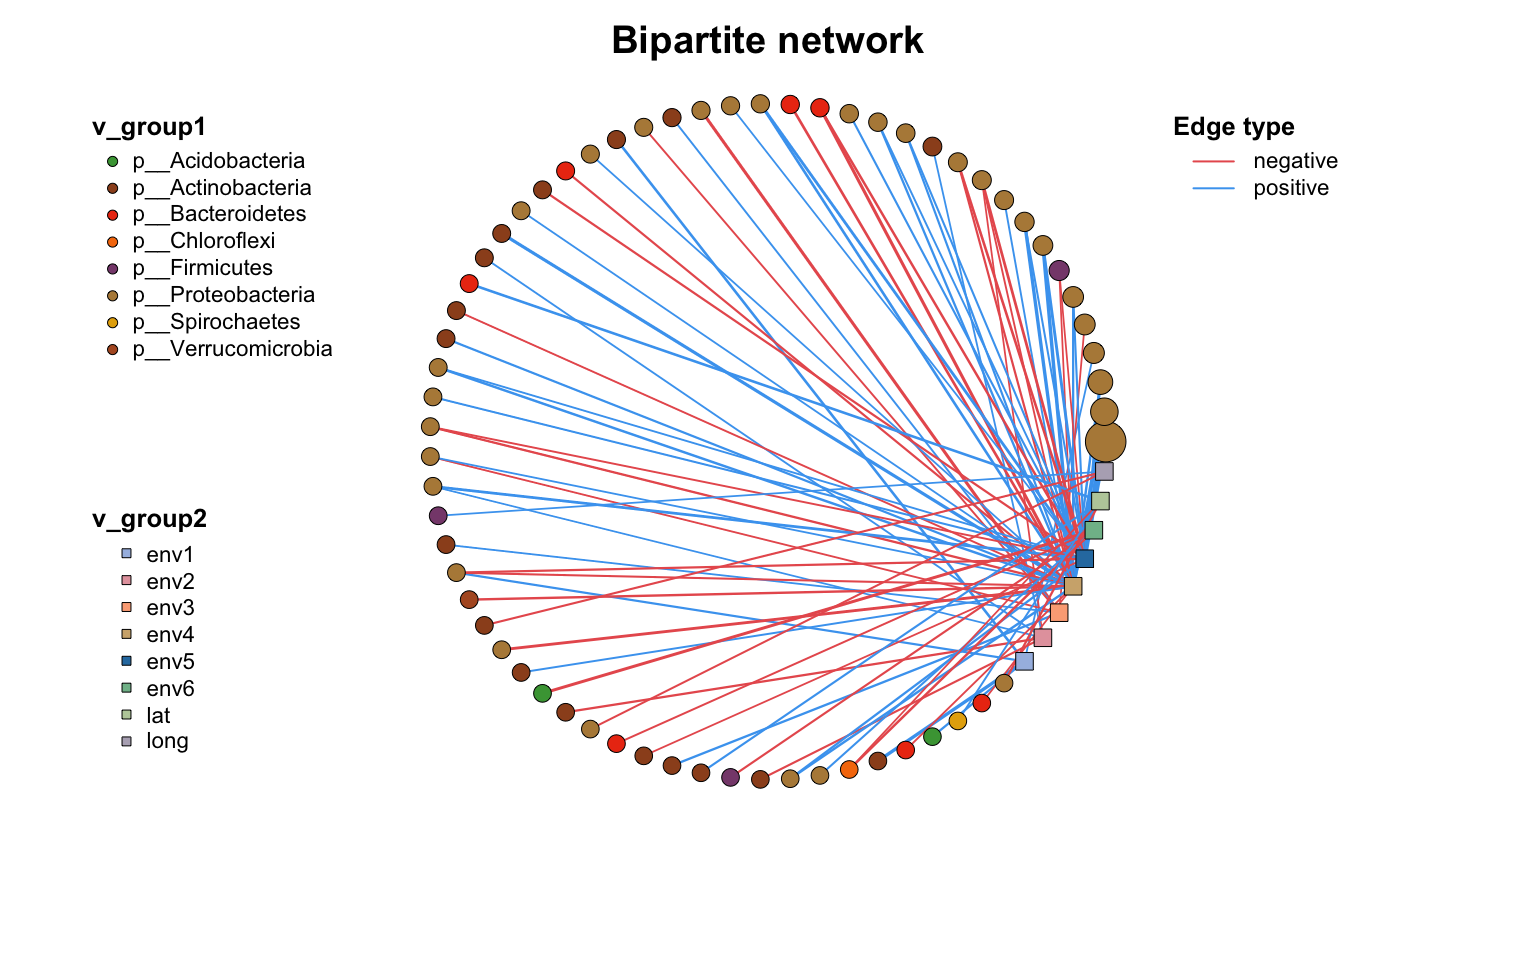 Bipartite network
v_group1
p__Acidobacteria
p__Actinobacteria
p__Bacteroidetes
p__Chloroflexi
p__Firmicutes
p__Proteobacteria
p__Spirochaetes
p__Verrucomicrobia
v_group2
env1
env2
env3
env4
env5
env6
lat
long
Edge type
negative
positive